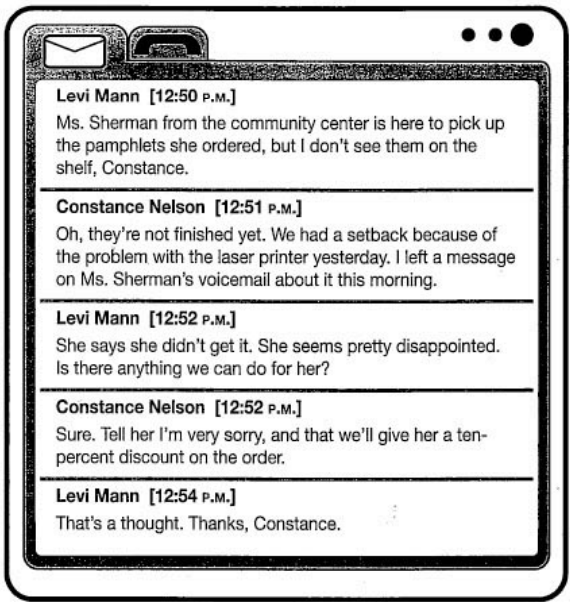 Levi Mann [12:50 P.M.]
Ms. Sherman from the community center is here to pick up
the pamphlets she ordered, but I don't see them on the
shelf, Constance.
Constance Nelson [12:51 P.M.]
Oh, they're not finished yet. We had a setback because of
the problem with the laser printer yesterday. I left a message
on Ms. Sherman's voicemail about it this morning.
Levi Mann [12:52 P.M.]
She says she didn't get it. She seems pretty disappointed.
Is there anything we can do for her?
Constance Nelson [12:52 P.M.]
Sure. Tell her I'm very sorry, and that we'll give her a ten-
percent discount on the order.
Levi Mann [12:54 P.M.]
That's a thought. Thanks, Constance.